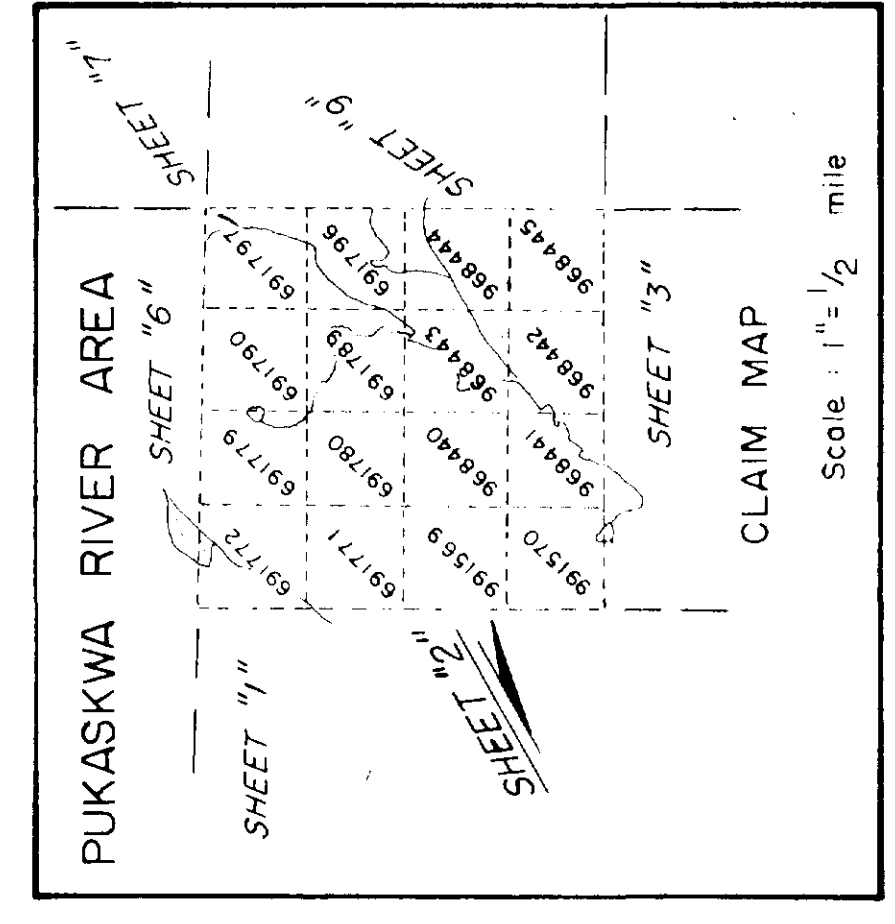 PUKASKWA RIVER AREA
SHEET "7"
SHEET "6"
SHEET "9"
SHEET "1"
691772
691779
691790
691797
691771
691780
691789
691796
991569
968440
968443
968444
991570
968441
968442
968445
SHEET "2"
SHEET "3"
CLAIM MAP
Scale : 1" = 1/2 mile